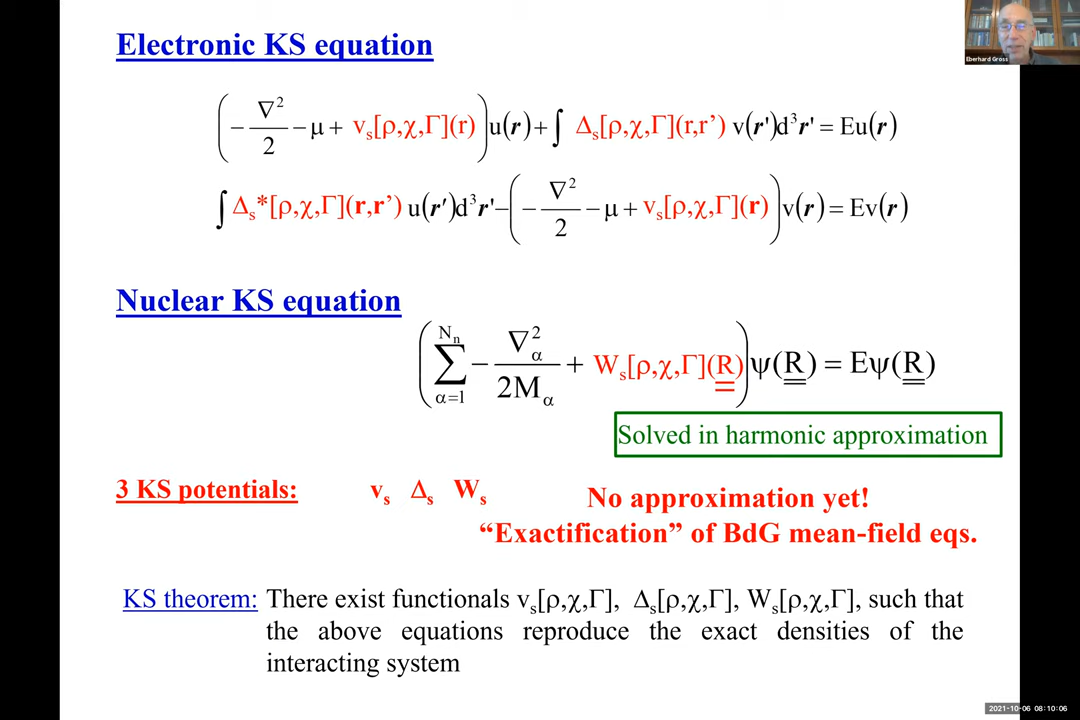 Electronic KS equation
Eberhard Gross
( − ∇²/2 − μ + vₛ[ρ,χ,Γ](r) ) u(r) + ∫ Δₛ[ρ,χ,Γ](r,r’) v(r')d³r' = Eu(r)
∫ Δₛ*[ρ,χ,Γ](r,r’) u(r′)d³r' − ( − ∇²/2 − μ + vₛ[ρ,χ,Γ](r) ) v(r) = Ev(r)
Nuclear KS equation
( ∑_{α=1}^{Nₙ} − ∇²_α/2M_α + Wₛ[ρ,χ,Γ](R) ) ψ(R) = Eψ(R)
Solved in harmonic approximation
3 KS potentials: vₛ Δₛ Wₛ
No approximation yet!
“Exactification” of BdG mean-field eqs.
KS theorem: There exist functionals vₛ[ρ,χ,Γ], Δₛ[ρ,χ,Γ], Wₛ[ρ,χ,Γ], such that
the above equations reproduce the exact densities of the
interacting system
2021-10-06 08:10:06